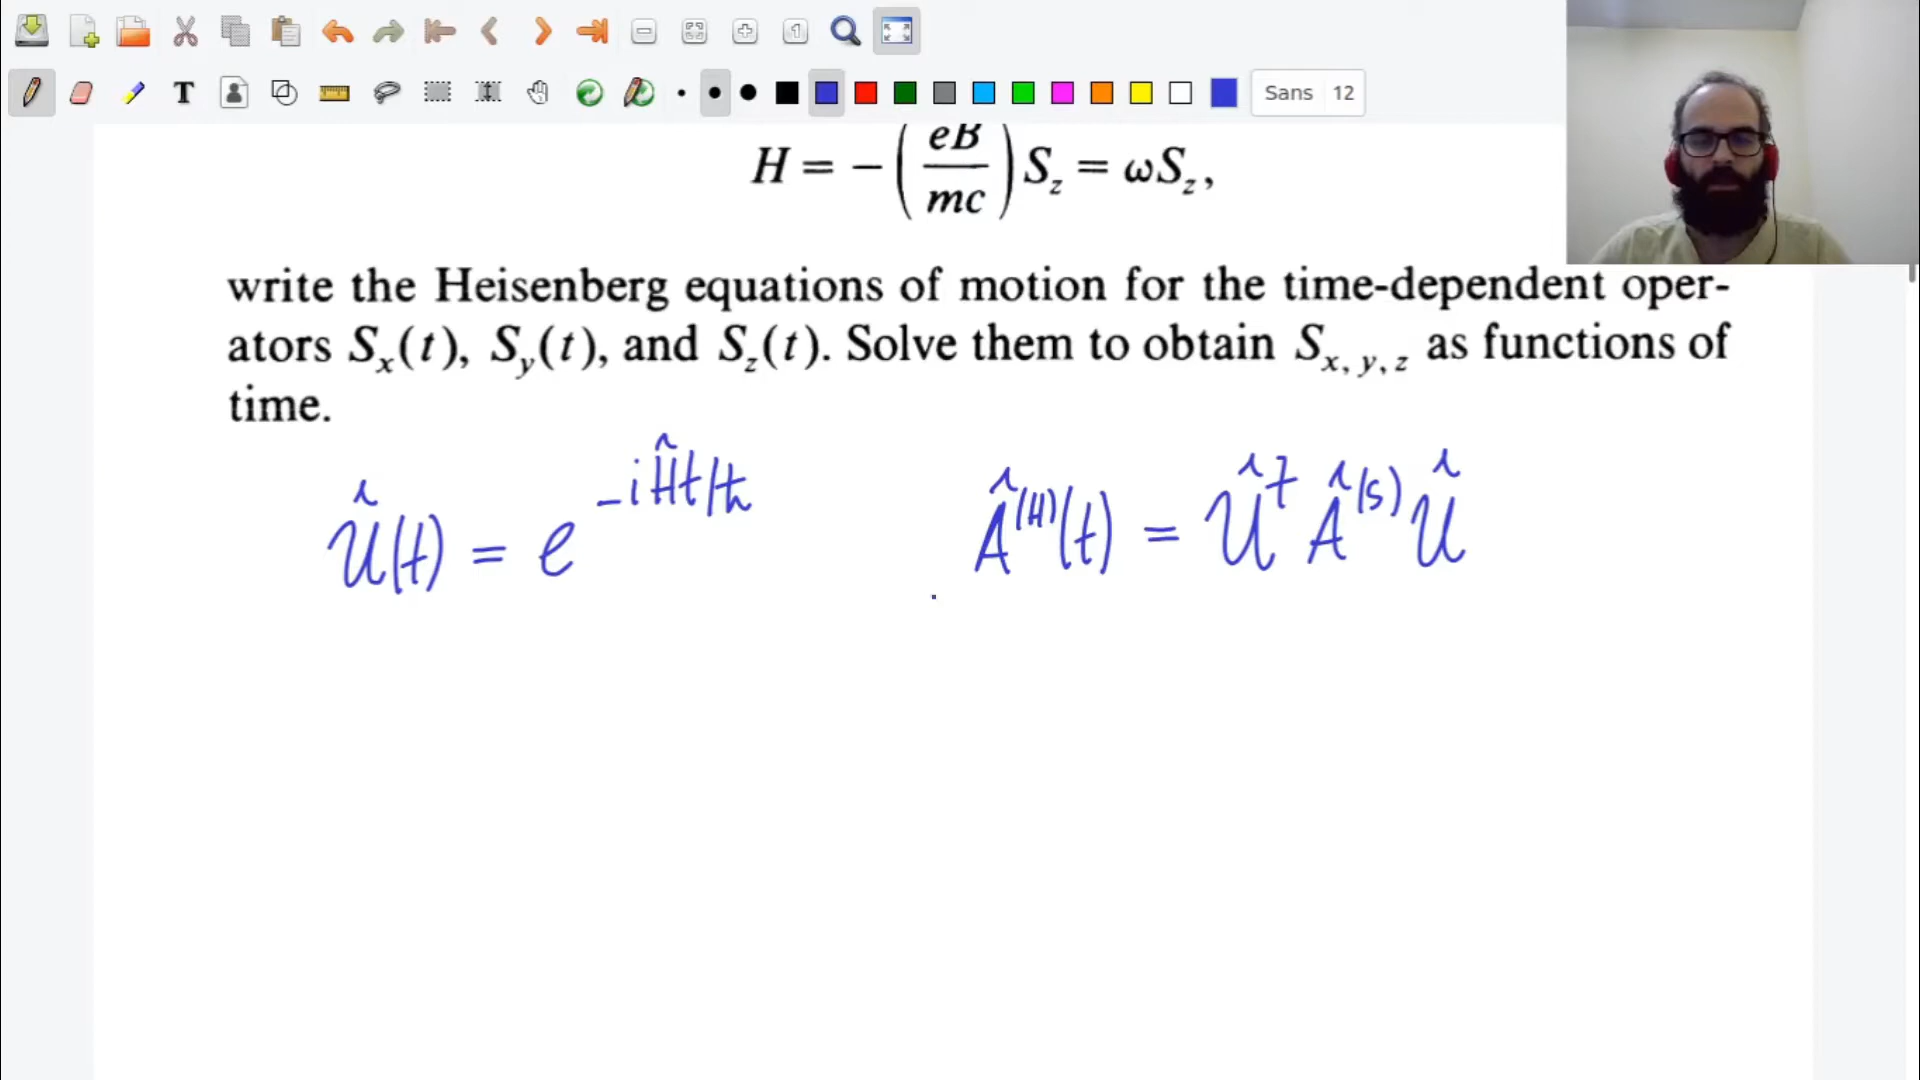 T Sans 12
H = −(eB/mc) S_z = ωS_z,
write the Heisenberg equations of motion for the time-dependent oper-
ators S_x(t), S_y(t), and S_z(t). Solve them to obtain S_{x, y, z} as functions of
time.
Û(t) = e^{-iĤt/ħ}
Â^{(H)}(t) = Û^† Â^{(S)} Û